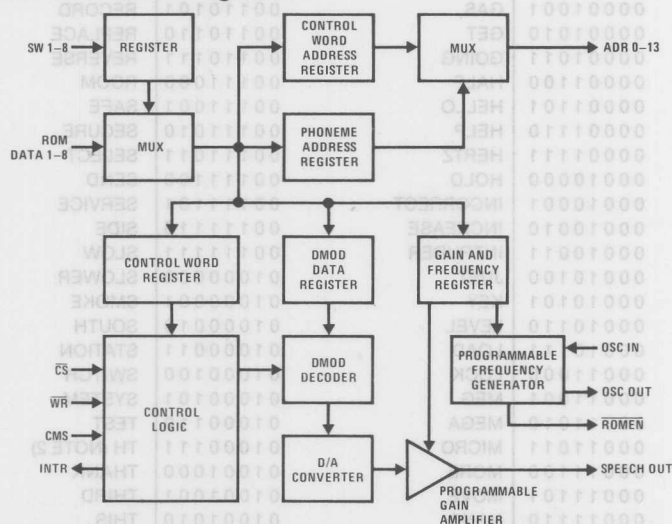 SW 1–8
REGISTER
CONTROL
WORD
ADDRESS
REGISTER
MUX
ADR 0–13
ROM
DATA 1–8
MUX
PHONEME
ADDRESS
REGISTER
CONTROL WORD
REGISTER
DMOD
DATA
REGISTER
GAIN AND
FREQUENCY
REGISTER
CS
WR
CMS
INTR
CONTROL
LOGIC
DMOD
DECODER
PROGRAMMABLE
FREQUENCY
GENERATOR
OSC IN
OSC OUT
ROMEN
D/A
CONVERTER
SPEECH OUT
PROGRAMMABLE
GAIN
AMPLIFIER